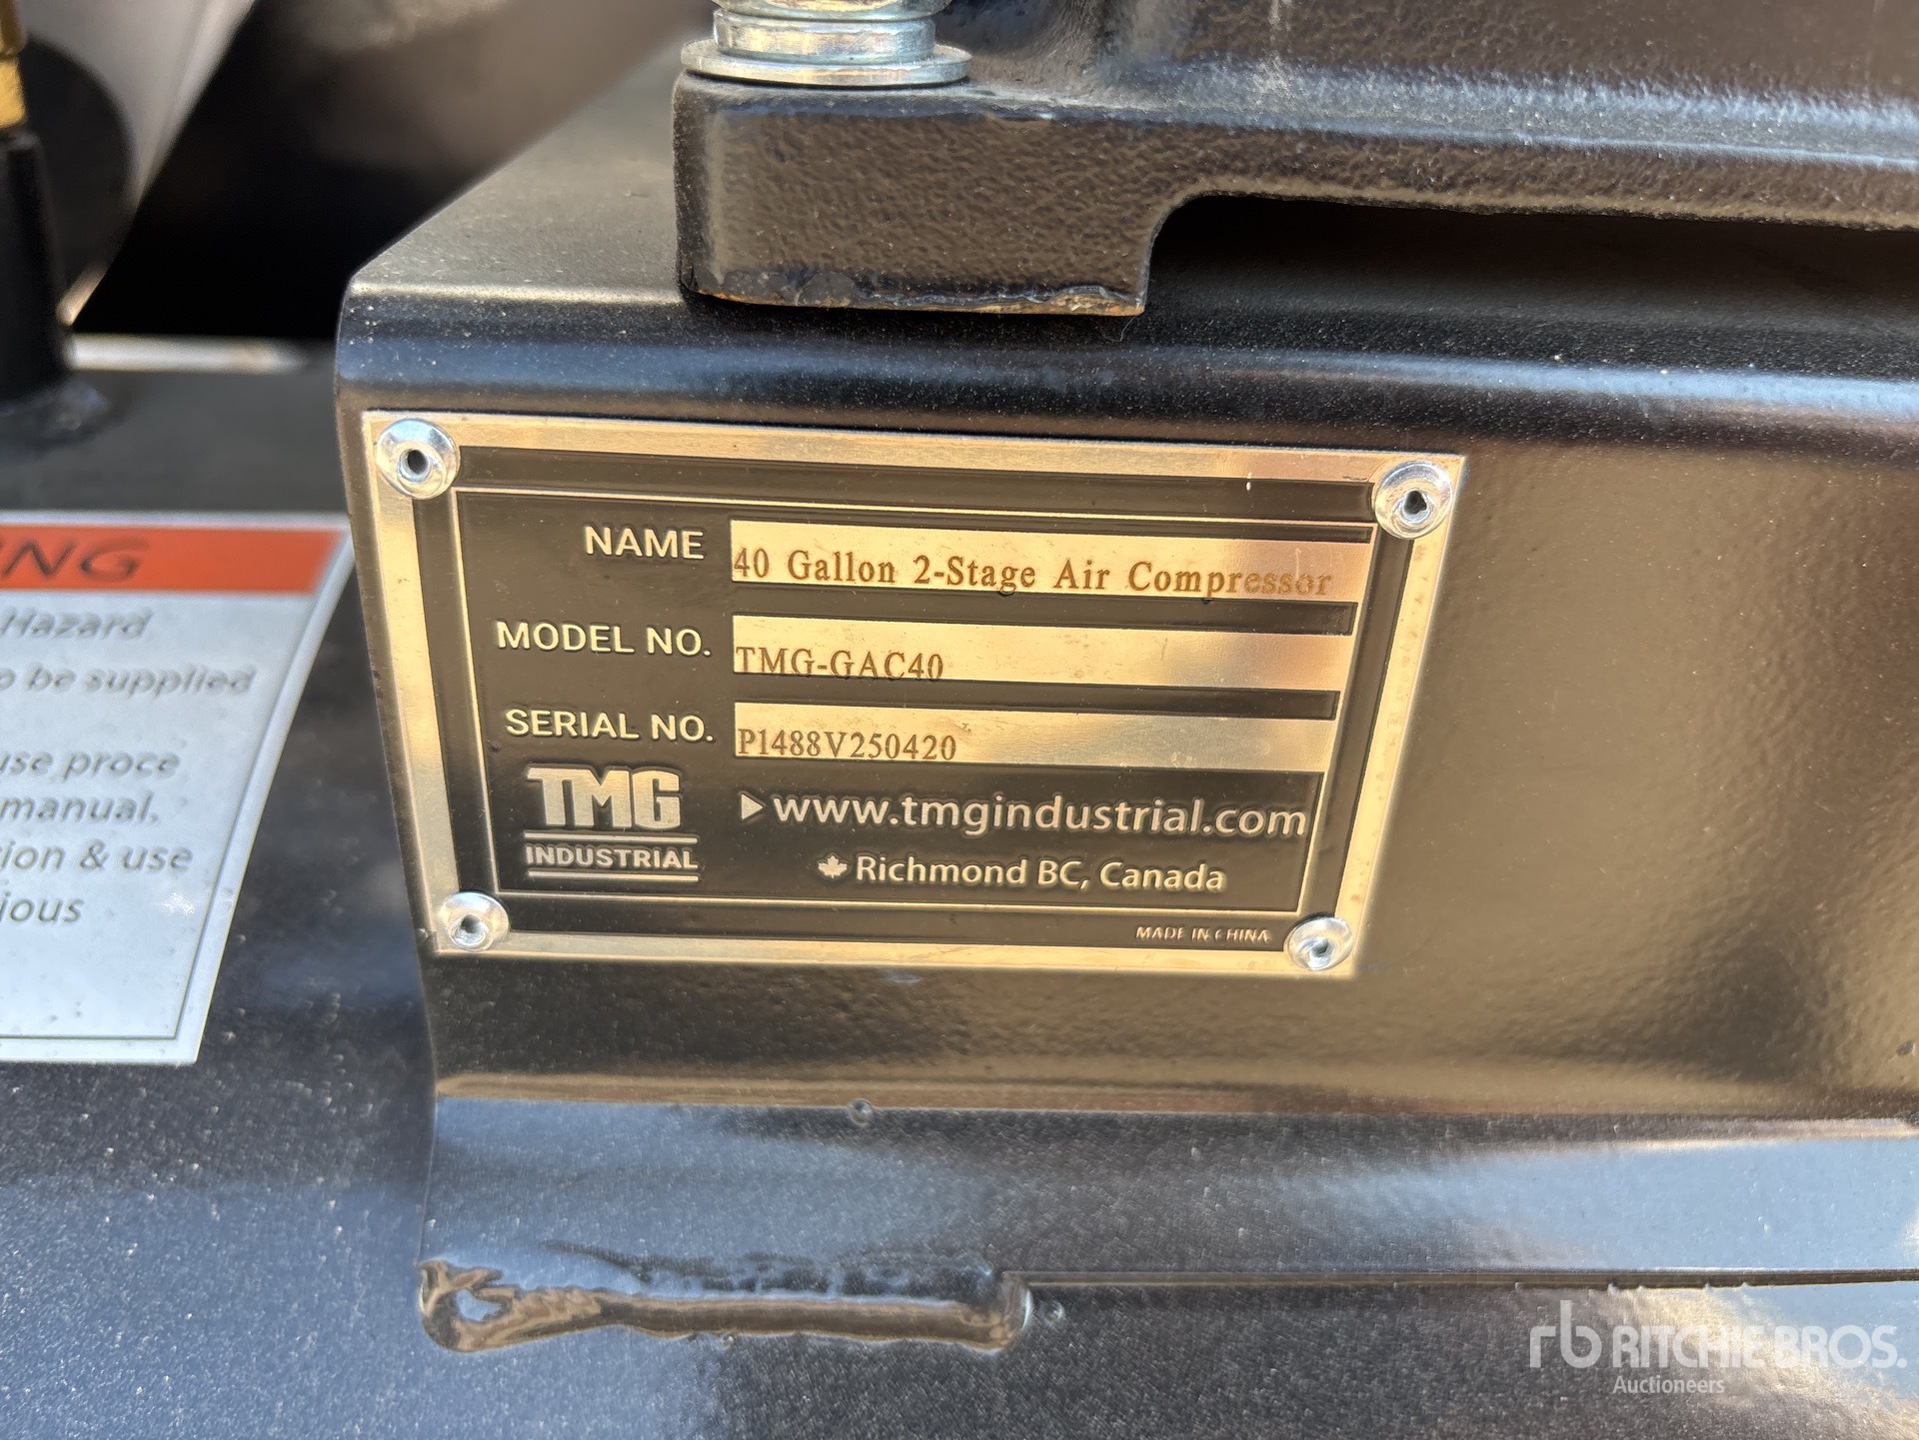 NAME 40 Gallon 2-Stage Air Compressor
MODEL NO. TMG-GAC40
SERIAL NO. P1488V250420
TMG
INDUSTRIAL
www.tmgindustrial.com
Richmond BC, Canada
MADE IN CHINA
NG
Hazard
be supplied
use proce
manual,
ion & use
ious
rb RITCHIE BROS.
Auctioneers